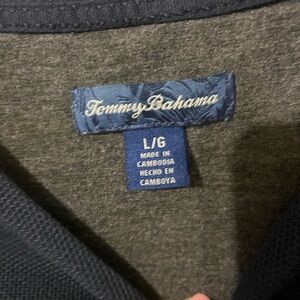 Tommy Bahama
L/G
MADE IN
CAMBODIA
HECHO EN
CAMBOYA